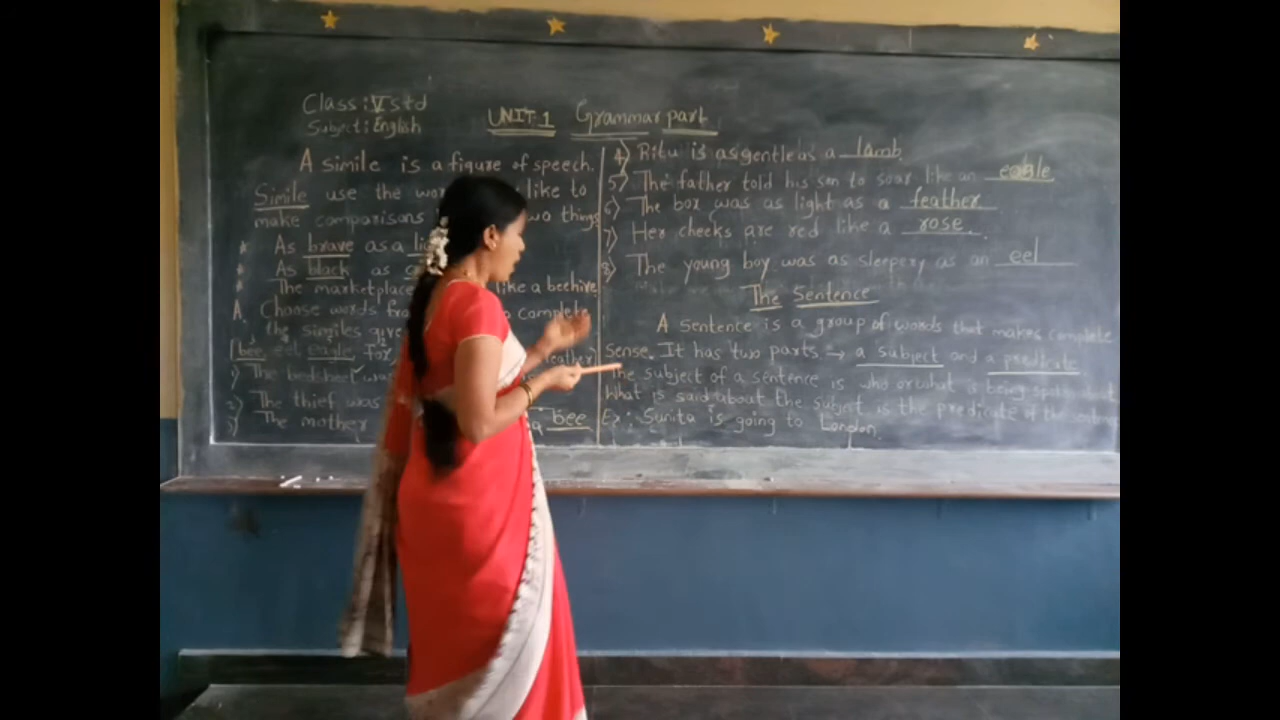 Class: V std
Subject: English
UNIT-1 Grammar part
A simile is a figure of speech.
Simile use the like to
make comparisons two things
* As brave as a
* As black as
* The marketplace like a beehive
A. Choose words complete
the similes
bee, eel eagle, feather
1) The bedsheet was
2) The thief was
3) The mother a bee
4) Ritu is as gentle as a lamb.
5) The father told his son to soar like an eagle
6) The box was as light as a feather
7) Her cheeks are red like a rose.
8) The young boy was as sleepery as an eel
The Sentence
A Sentence is a group of words that makes complete
Sense. It has two parts → a subject and a predicate
The subject of a sentence is who or what is being
What is said about the subject is the predicate of the
Ex: Sunita is going to London.